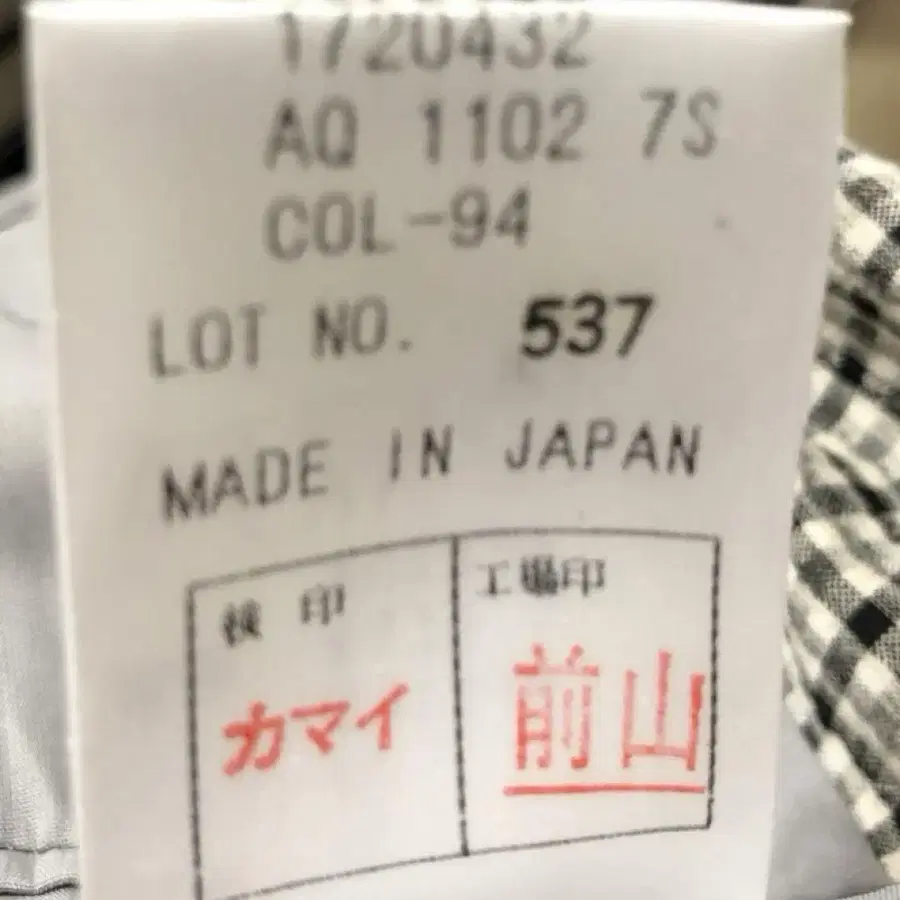 1720432
AQ 1102 7S
COL-94
LOT NO. 537
MADE IN JAPAN
検 印
工場印
カマイ
前山